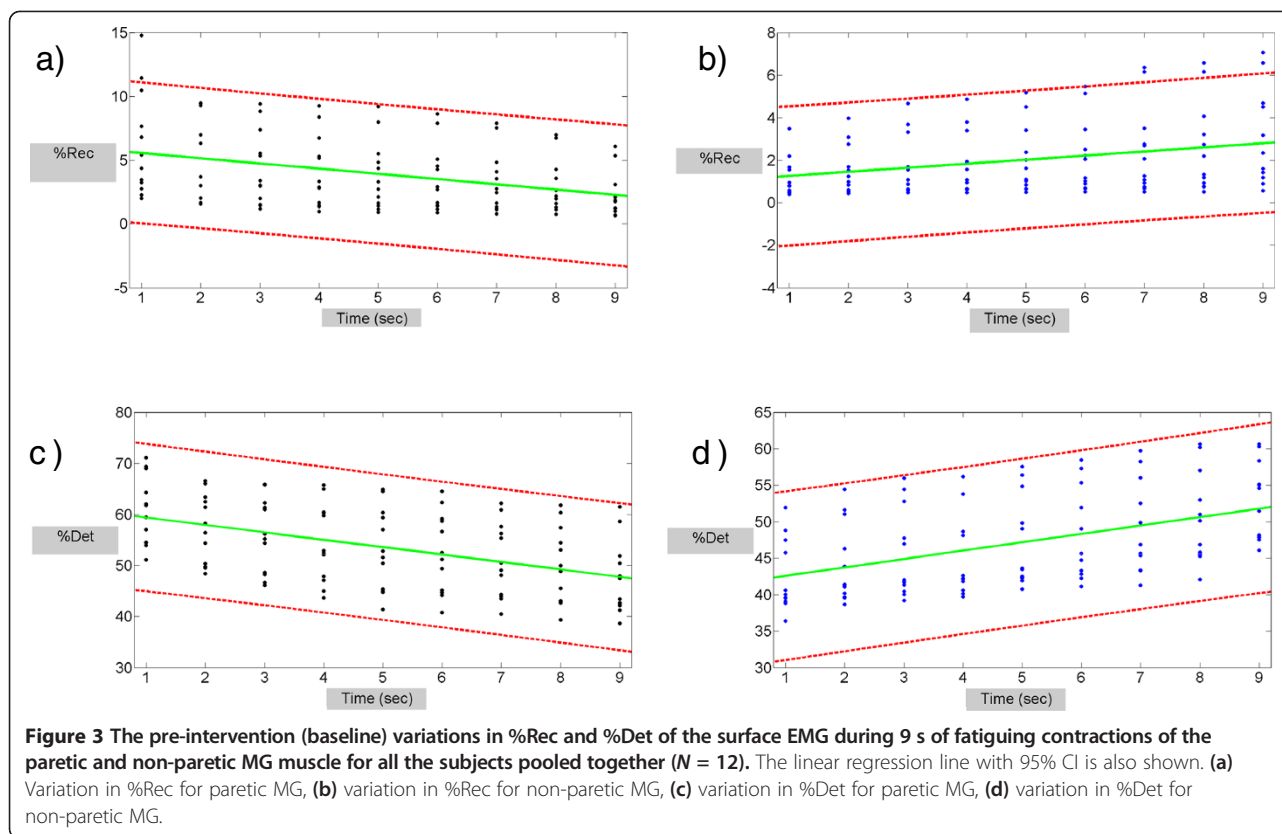 a)
15
10
%Rec
5
0
-5
1 2 3 4 5 6 7 8 9
Time (sec)
b)
8
6
4
%Rec
2
0
-2
-4
1 2 3 4 5 6 7 8 9
Time (sec)
c)
80
70
60
%Det
50
40
30
1 2 3 4 5 6 7 8 9
Time (sec)
d)
65
60
55
50
%Det
45
40
35
30
1 2 3 4 5 6 7 8 9
Time (sec)
Figure 3 The pre-intervention (baseline) variations in %Rec and %Det of the surface EMG during 9 s of fatiguing contractions of the
paretic and non-paretic MG muscle for all the subjects pooled together (N = 12). The linear regression line with 95% CI is also shown. (a)
Variation in %Rec for paretic MG, (b) variation in %Rec for non-paretic MG, (c) variation in %Det for paretic MG, (d) variation in %Det for
non-paretic MG.